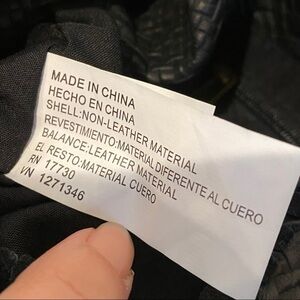 MADE IN CHINA
HECHO EN CHINA
SHELL:NON-LEATHER MATERIAL
REVESTIMIENTO:MATERIAL DIFERENTE AL CUERO
BALANCE:LEATHER MATERIAL
EL RESTO:MATERIAL CUERO
RN 17730
VN 1271346